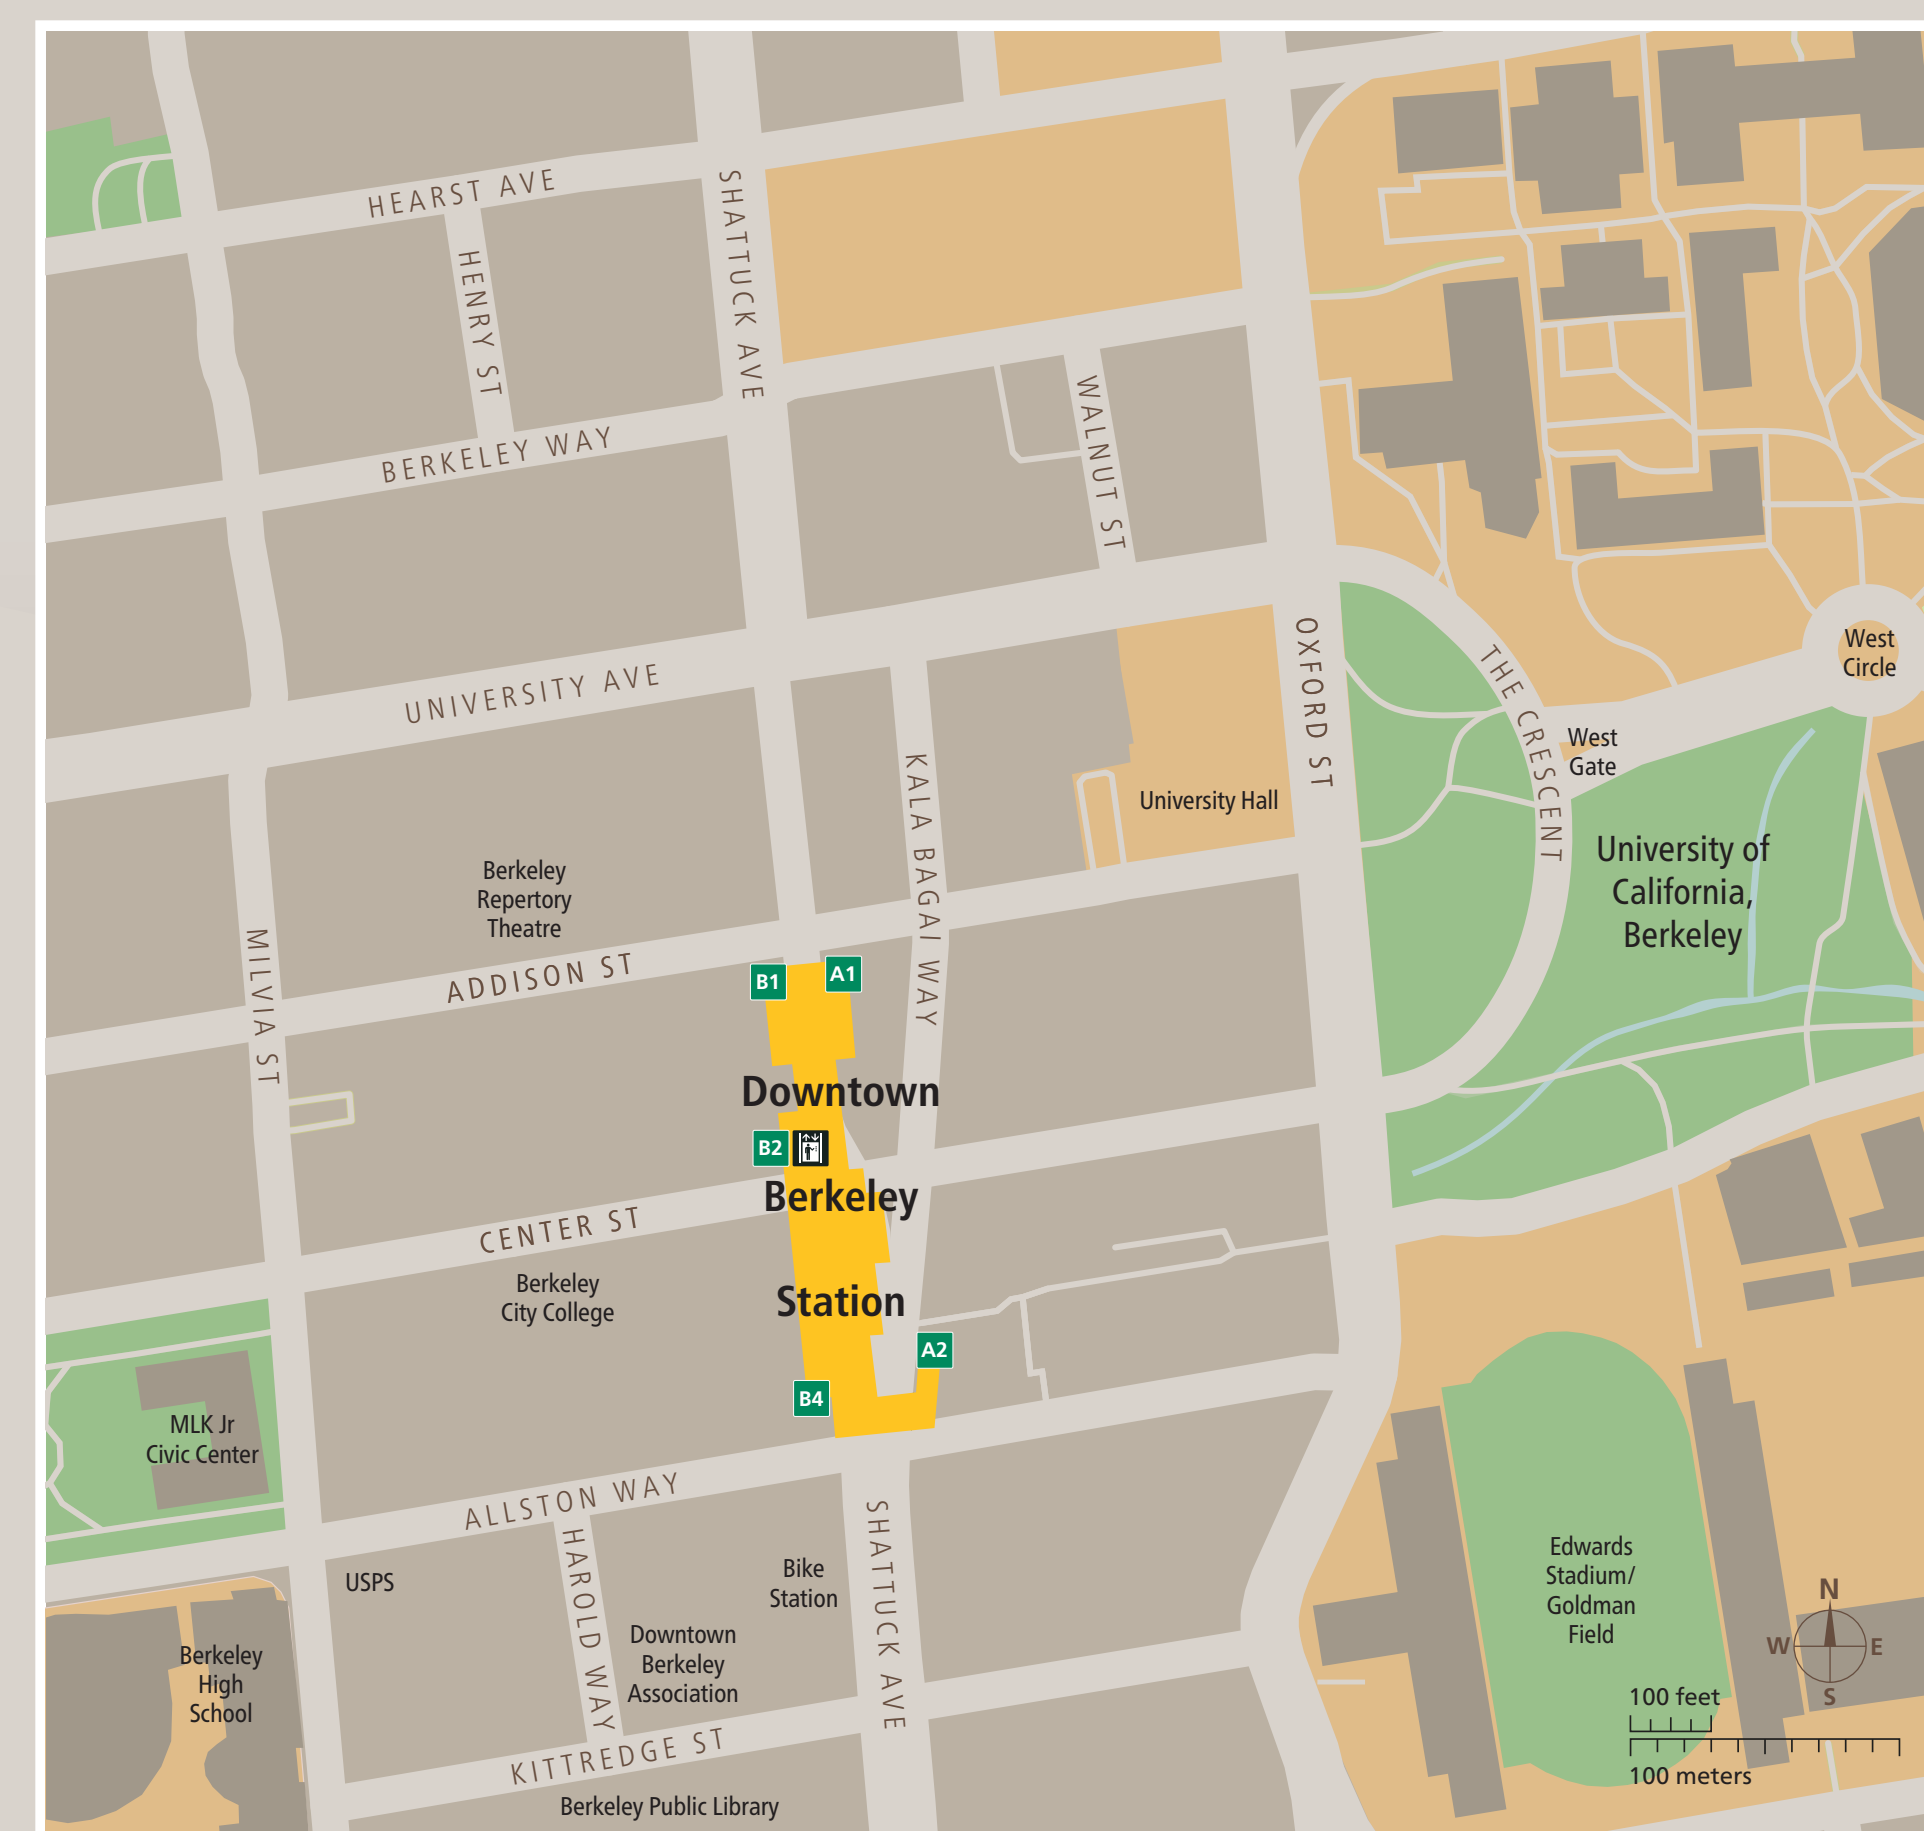 HEARST AVE
SHATTUCK AVE
HENRY ST
BERKELEY WAY
WALNUT ST
UNIVERSITY AVE
OXFORD ST
THE CRESCENT
West
Circle
West
Gate
KALA BAGAI WAY
University Hall
University of
California,
Berkeley
Berkeley
Repertory
Theatre
MILVIA ST
ADDISON ST
B1
A1
Downtown
B2
Berkeley
CENTER ST
Berkeley
City College
Station
A2
B4
MLK Jr
Civic Center
ALLSTON WAY
HAROLD WAY
SHATTUCK AVE
USPS
Bike
Station
Downtown
Berkeley
Association
Berkeley
High
School
KITTREDGE ST
Berkeley Public Library
Edwards
Stadium/
Goldman
Field
N
W
E
S
100 feet
100 meters